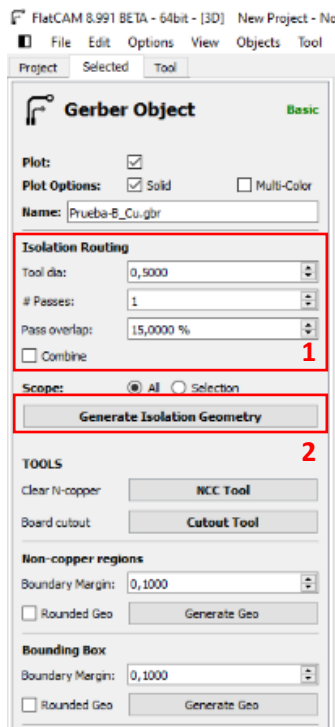 FlatCAM 8.991 BETA - 64bit - [3D] New Project - No
File Edit Options View Objects Tool
Project Selected Tool
Gerber Object Basic
Plot:
Plot Options: Solid Multi-Color
Name: Prueba-B_Cu.gbr
Isolation Routing
Tool dia: 0,5000
# Passes: 1
Pass overlap: 15,0000 %
Combine 1
Scope: All Selection
Generate Isolation Geometry
2
TOOLS
Clear N-copper NCC Tool
Board cutout Cutout Tool
Non-copper regions
Boundary Margin: 0,1000
Rounded Geo Generate Geo
Bounding Box
Boundary Margin: 0,1000
Rounded Geo Generate Geo